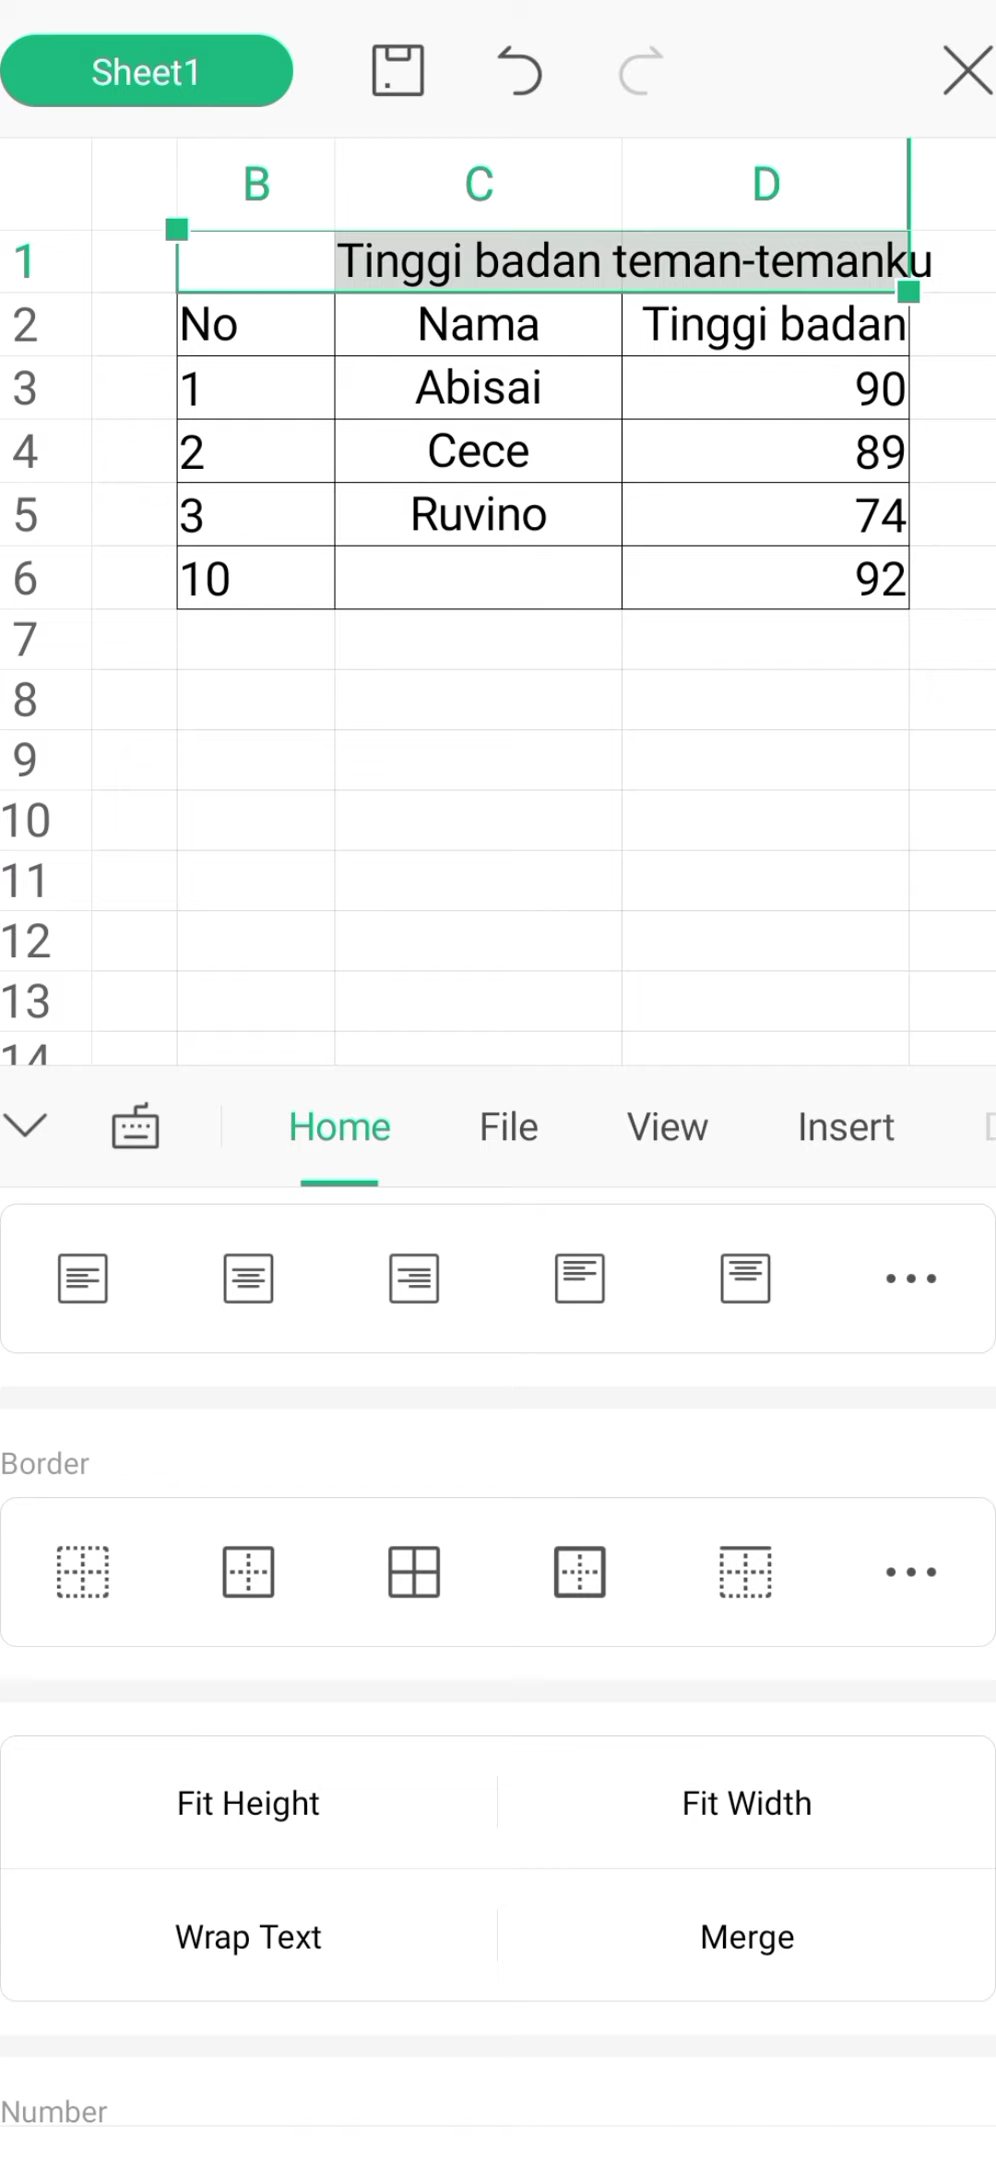 Sheet1
B C D
1 Tinggi badan teman-temanku
2 No Nama Tinggi badan
3 1 Abisai 90
4 2 Cece 89
5 3 Ruvino 74
6 10 92
7
8
9
10
11
12
13
14
Home File View Insert
Border
Fit Height Fit Width
Wrap Text Merge
Number